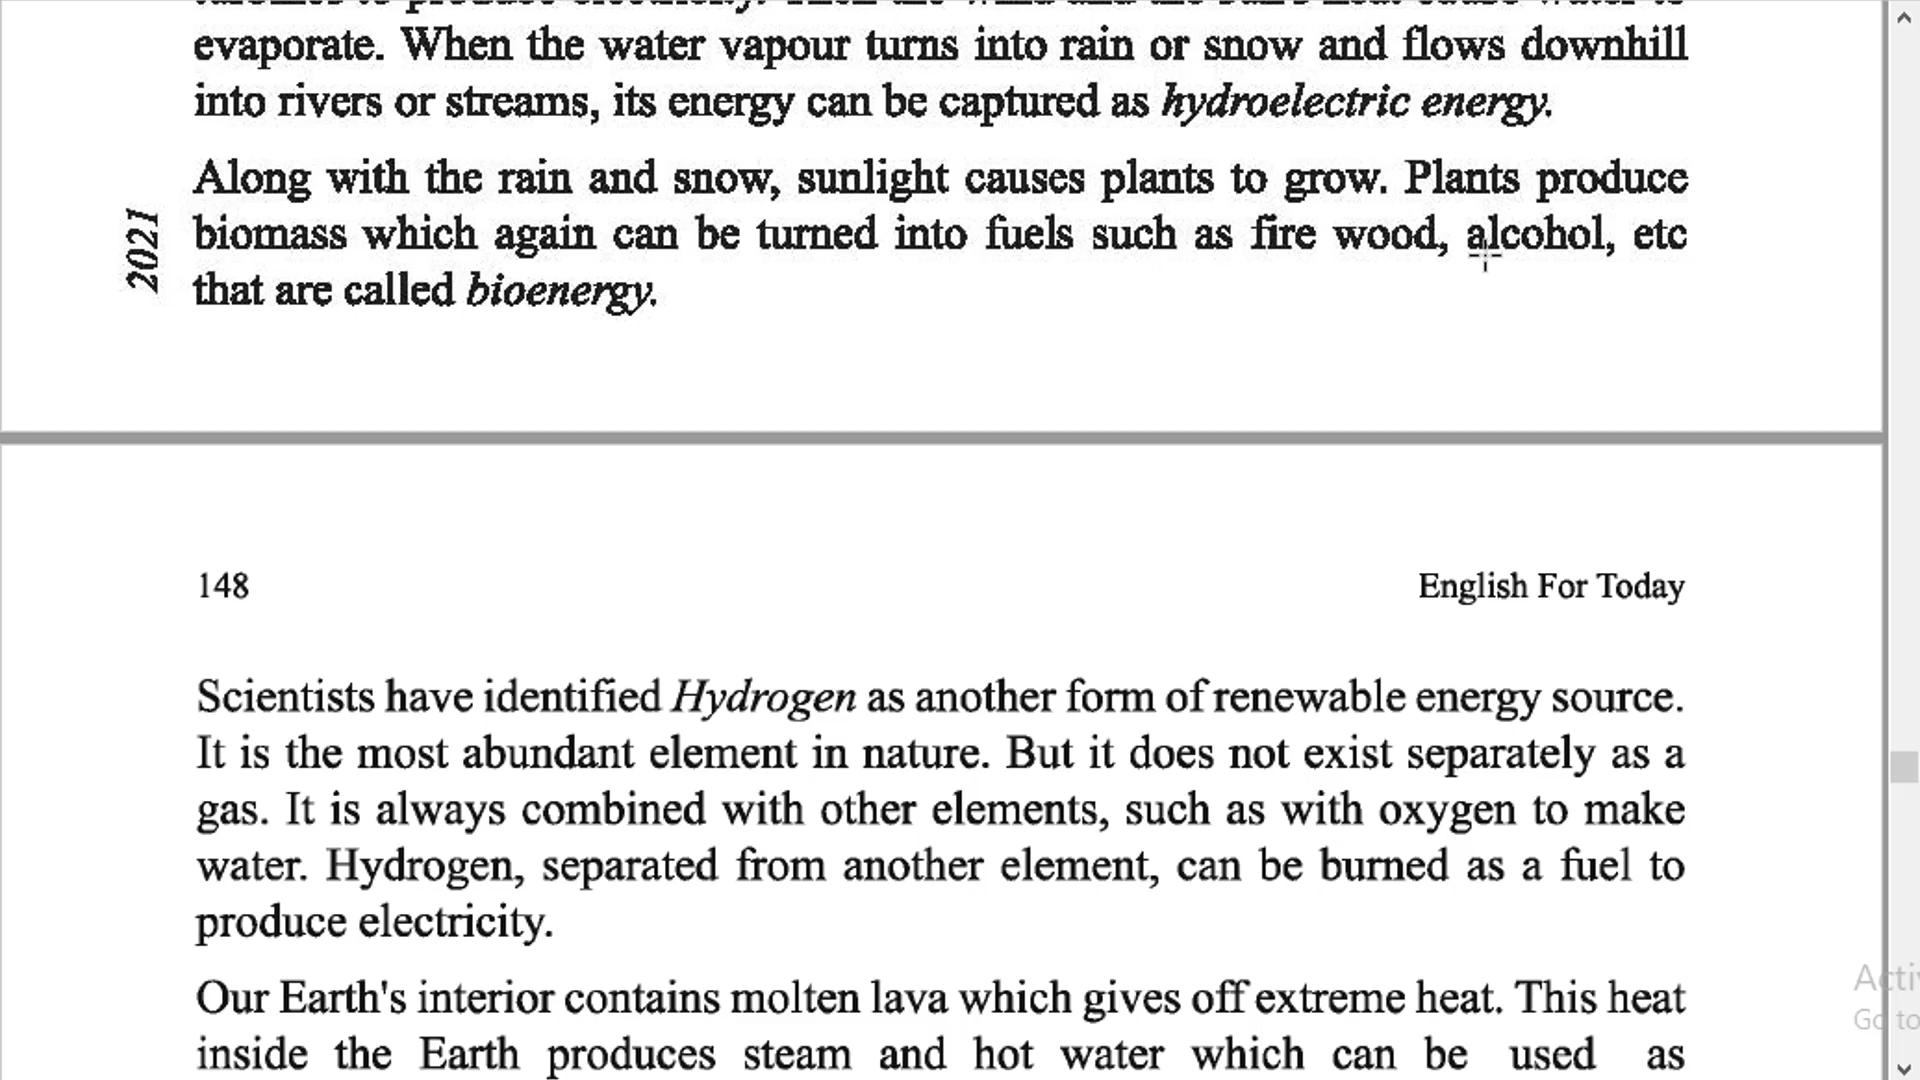 evaporate. When the water vapour turns into rain or snow and flows downhill
into rivers or streams, its energy can be captured as hydroelectric energy.
Along with the rain and snow, sunlight causes plants to grow. Plants produce
biomass which again can be turned into fuels such as fire wood, alcohol, etc
that are called bioenergy.
2021
148
English For Today
Scientists have identified Hydrogen as another form of renewable energy source.
It is the most abundant element in nature. But it does not exist separately as a
gas. It is always combined with other elements, such as with oxygen to make
water. Hydrogen, separated from another element, can be burned as a fuel to
produce electricity.
Our Earth's interior contains molten lava which gives off extreme heat. This heat
inside the Earth produces steam and hot water which can be used as
Go to